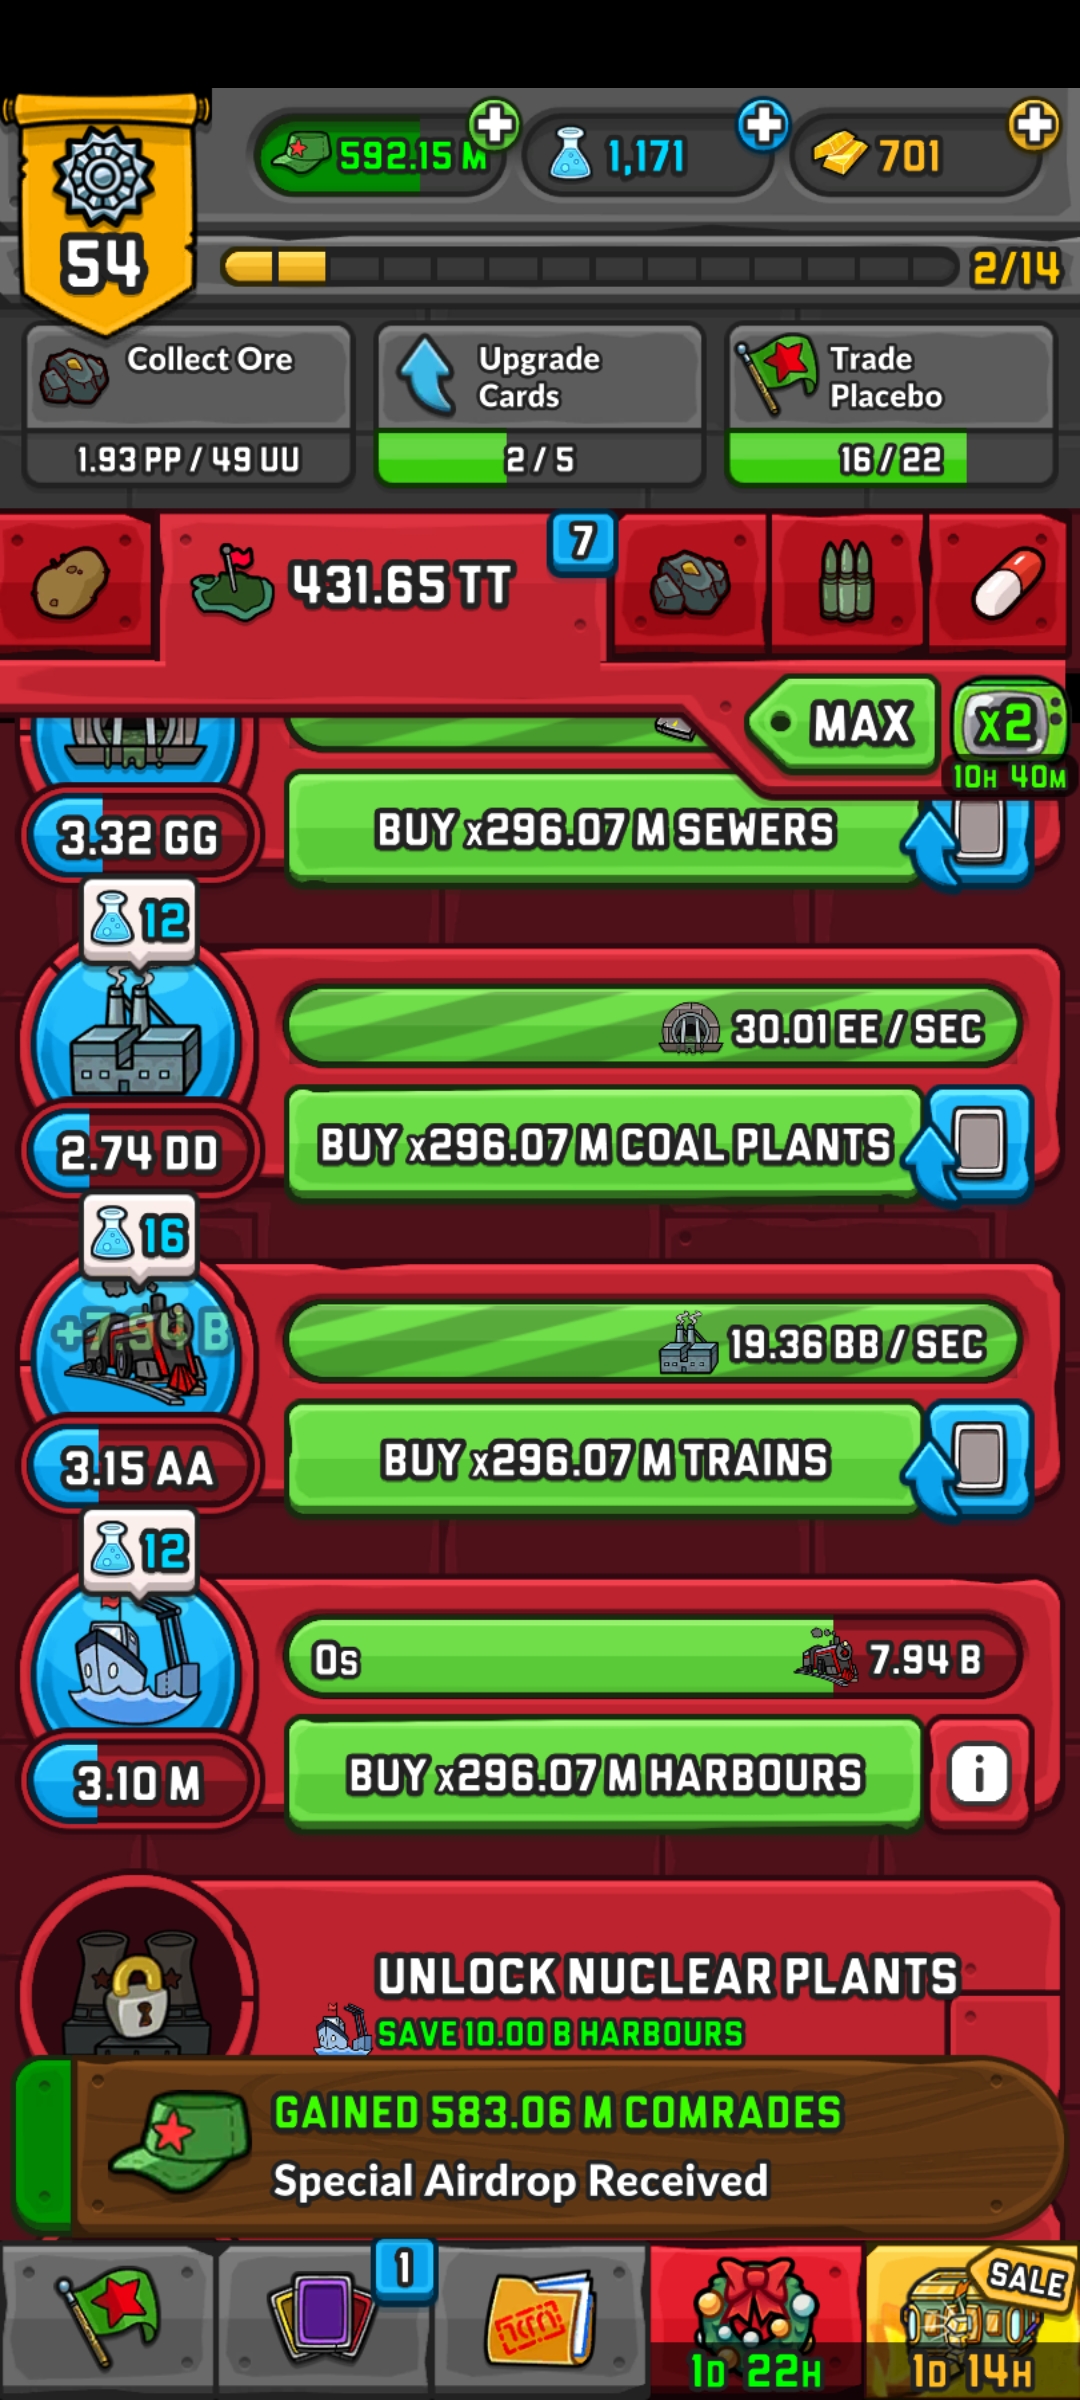 592.15 M
1,171
701
54
2/14
Collect Ore
1.93 PP / 49 UU
Upgrade
Cards
2 / 5
Trade
Placebo
16 / 22
431.65 TT
7
MAX
x2
10H 40M
3.32 GG
BUY x296.07 M SEWERS
12
30.01 EE / SEC
2.74 DD
BUY x296.07 M COAL PLANTS
16
+7.94 B
19.36 BB / SEC
3.15 AA
BUY x296.07 M TRAINS
12
0s
7.94 B
3.10 M
BUY x296.07 M HARBOURS
i
UNLOCK NUCLEAR PLANTS
SAVE 10.00 B HARBOURS
GAINED 583.06 M COMRADES
Special Airdrop Received
1
SALE
1D 22H
1D 14H